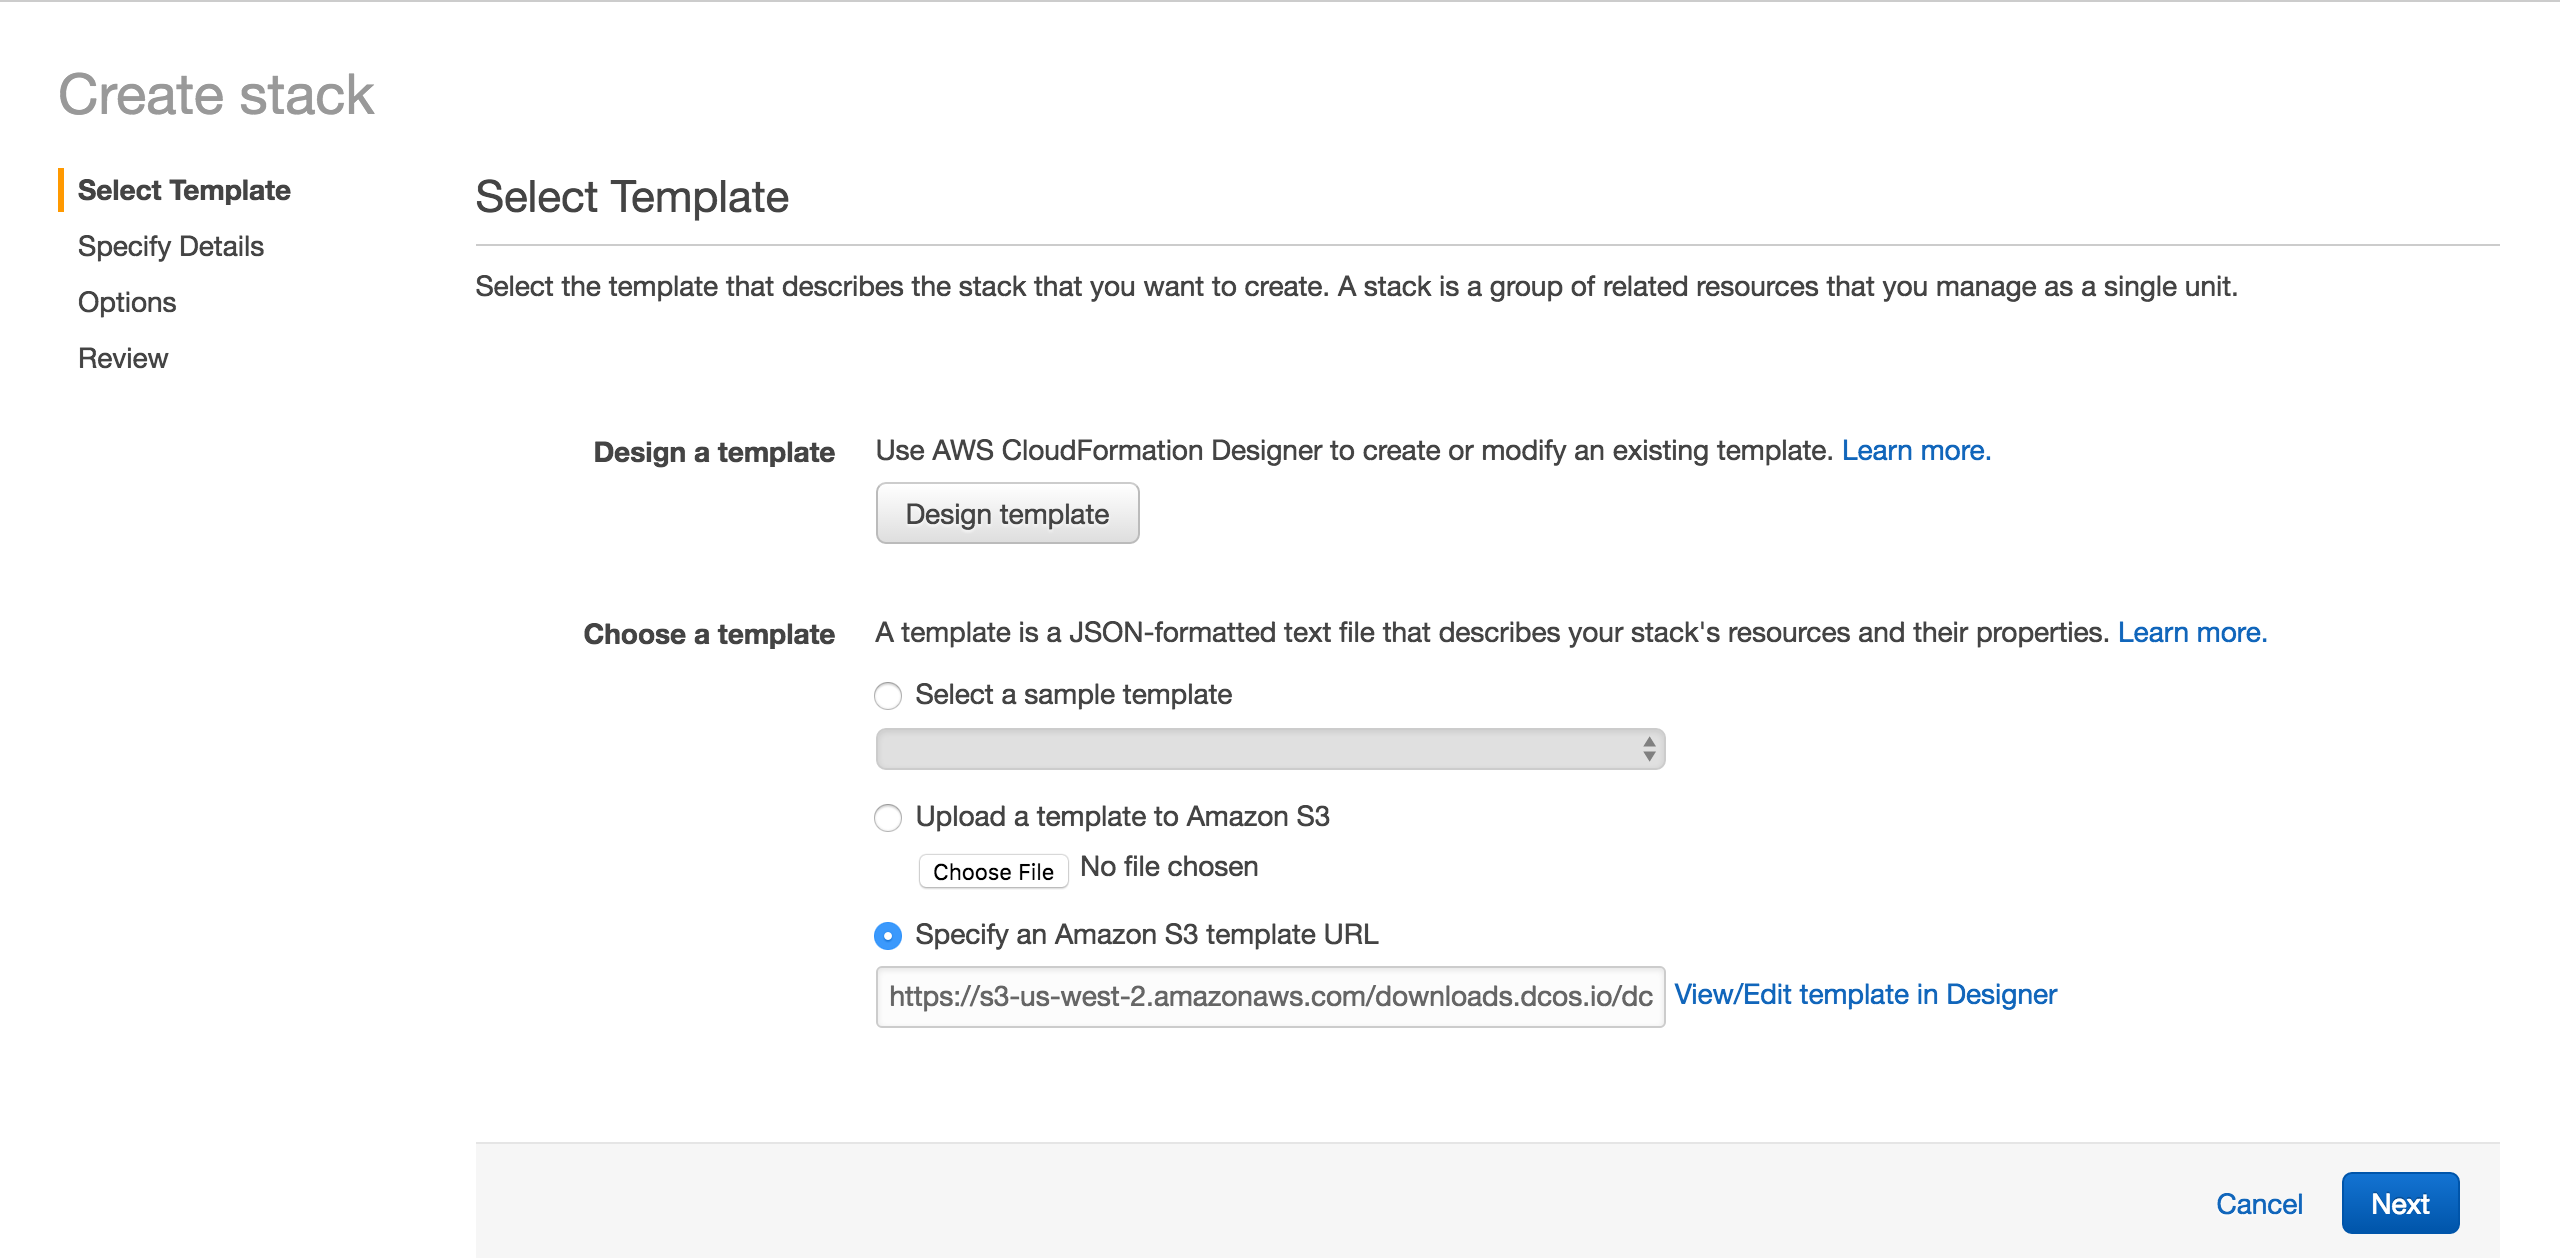 Create stack
Select Template
Specify Details
Options
Review
Select Template
Select the template that describes the stack that you want to create. A stack is a group of related resources that you manage as a single unit.
Design a template
Use AWS CloudFormation Designer to create or modify an existing template. Learn more.
Design template
Choose a template
A template is a JSON-formatted text file that describes your stack's resources and their properties. Learn more.
Select a sample template
Upload a template to Amazon S3
Choose File No file chosen
Specify an Amazon S3 template URL
https://s3-us-west-2.amazonaws.com/downloads.dcos.io/dc
View/Edit template in Designer
Cancel
Next